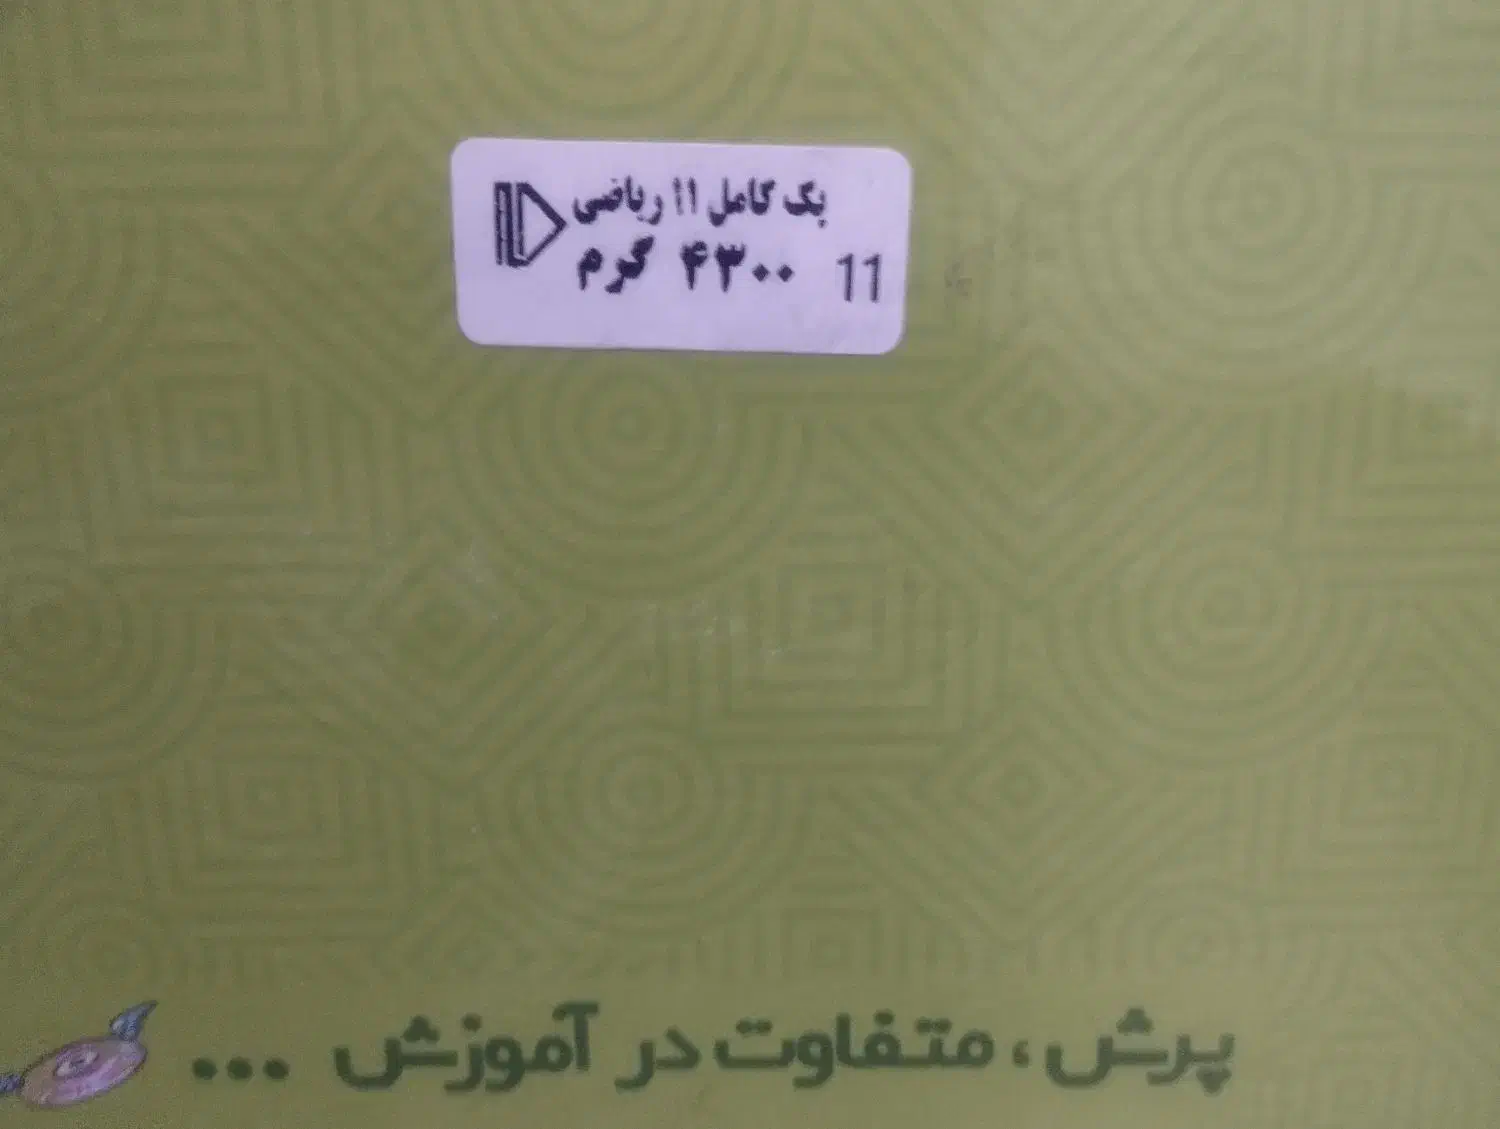 پک کامل ۱۱ ریاضی
11 ۴۳۰۰ گرم
پرش ، متفاوت در آموزش ...